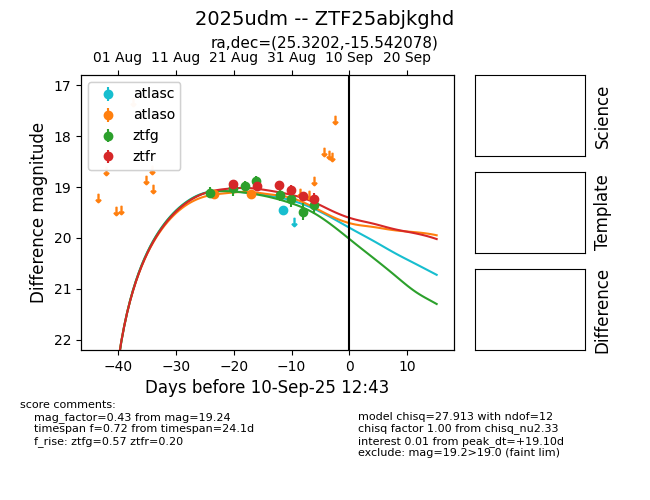 2025udm -- ZTF25abjkghd
ra,dec=(25.3202,-15.542078)
01 Aug 11 Aug 21 Aug 31 Aug 10 Sep 20 Sep
17
18
19
20
21
22
Difference magnitude
atlasc
atlaso
ztfg
ztfr
−40 −30 −20 −10 0 10
Days before 10-Sep-25 12:43
Science
Template
Difference
score comments:
mag_factor=0.43 from mag=19.24
timespan f=0.72 from timespan=24.1d
f_rise: ztfg=0.57 ztfr=0.20
model chisq=27.913 with ndof=12
chisq factor 1.00 from chisq_nu2.33
interest 0.01 from peak_dt=+19.10d
exclude: mag=19.2>19.0 (faint lim)